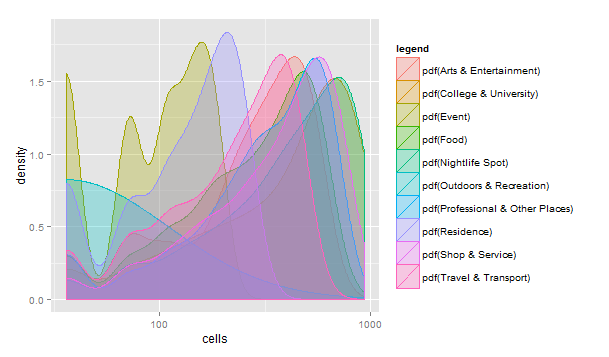 legend
pdf(Arts & Entertainment)
pdf(College & University)
pdf(Event)
pdf(Food)
pdf(Nightlife Spot)
pdf(Outdoors & Recreation)
pdf(Professional & Other Places)
pdf(Residence)
pdf(Shop & Service)
pdf(Travel & Transport)
density
1.5
1.0
0.5
0.0
100
1000
cells